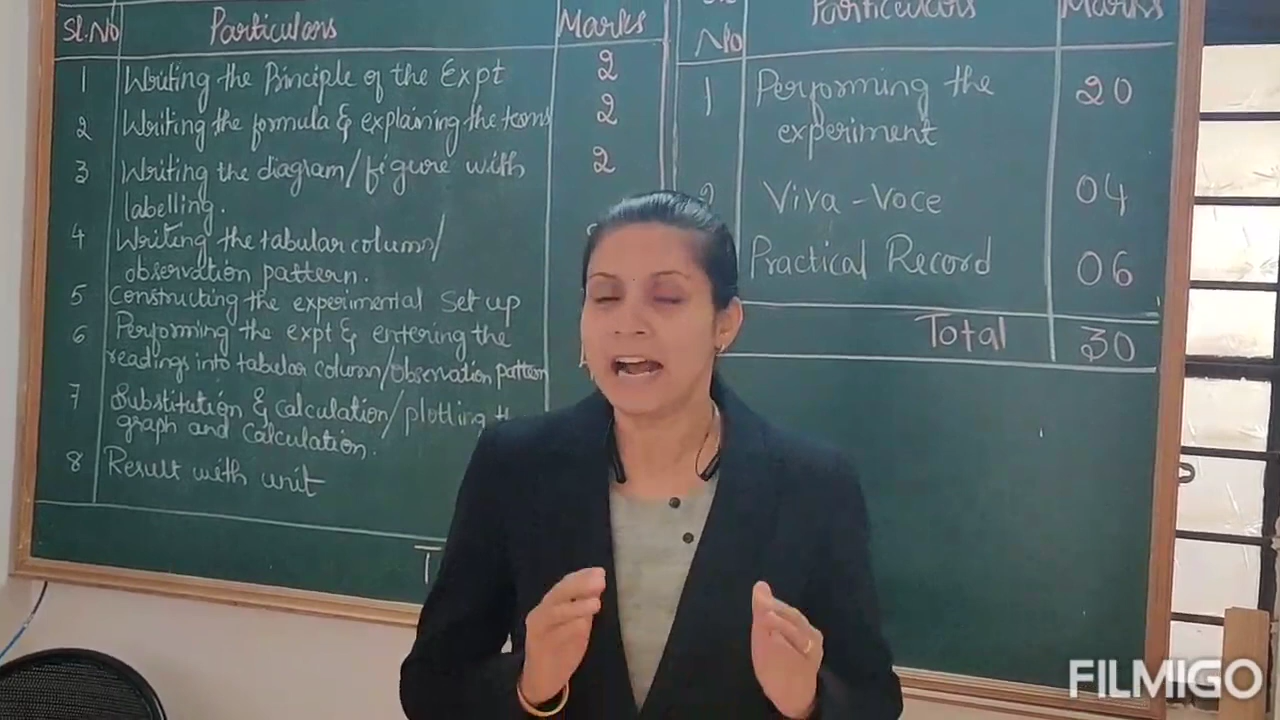 Sl.No Particulars Marks
1 Writing the Principle of the Expt 2
2 Writing the formula & explaining the terms 2
3 Writing the diagram/figure with 2
labelling.
4 Writing the tabular column/
observation pattern.
5 Constructing the experimental Set up
6 Performing the expt & entering the
readings into tabular column/observation pattern
7 Substitution & calculation/plotting
graph and Calculation.
8 Result with unit
T
Particulars Marks
No
1 Performing the 20
experiment
2 Viva-Voce 04
Practical Record 06
Total 30
FILMIGO